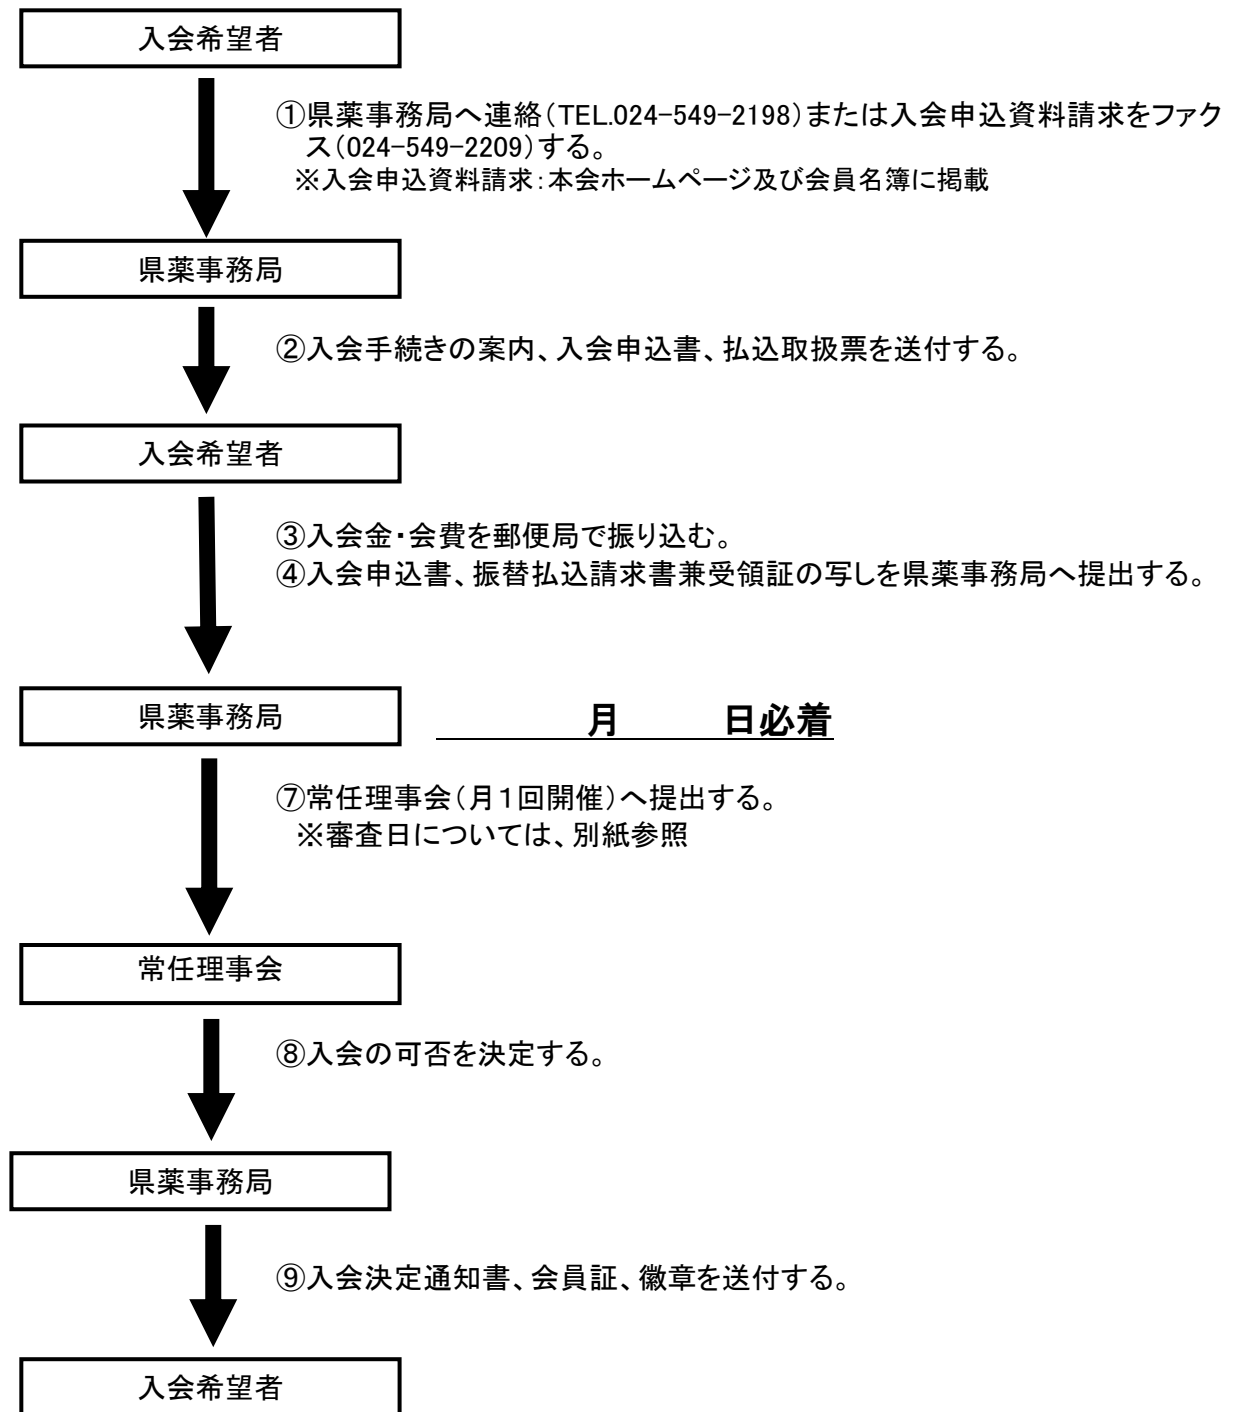 入会希望者
①県薬事務局へ連絡(TEL.024-549-2198)または入会申込資料請求をファク
ス(024-549-2209)する。
※入会申込資料請求:本会ホームページ及び会員名簿に掲載
県薬事務局
②入会手続きの案内、入会申込書、払込取扱票を送付する。
入会希望者
③入会金・会費を郵便局で振り込む。
④入会申込書、振替払込請求書兼受領証の写しを県薬事務局へ提出する。
県薬事務局 月 日必着
⑦常任理事会(月1回開催)へ提出する。
※審査日については、別紙参照
常任理事会
⑧入会の可否を決定する。
県薬事務局
⑨入会決定通知書、会員証、徽章を送付する。
入会希望者